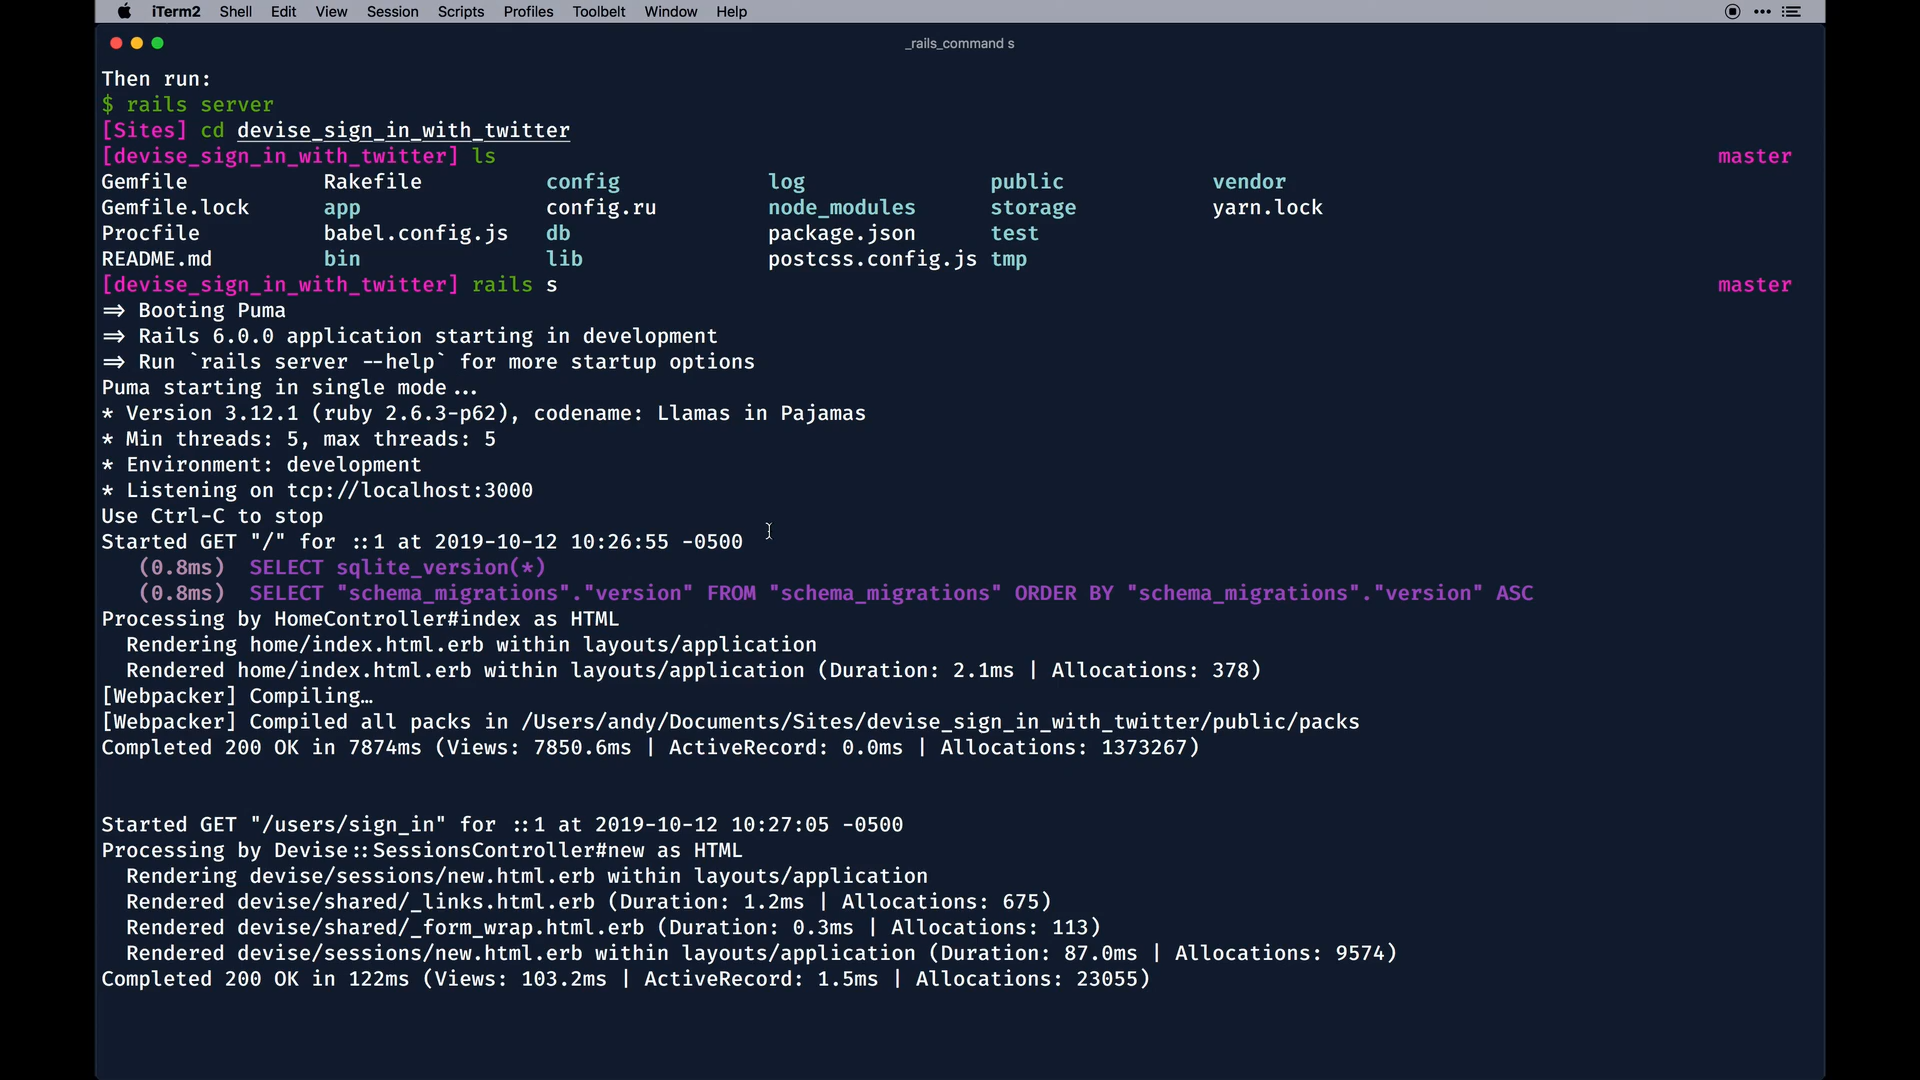 iTerm2 Shell Edit View Session Scripts Profiles Toolbelt Window Help
_rails_command s
Then run:
$ rails server
[Sites] cd devise_sign_in_with_twitter
[devise_sign_in_with_twitter] ls master
Gemfile Rakefile config log public vendor
Gemfile.lock app config.ru node_modules storage yarn.lock
Procfile babel.config.js db package.json test
README.md bin lib postcss.config.js tmp
[devise_sign_in_with_twitter] rails s master
=> Booting Puma
=> Rails 6.0.0 application starting in development
=> Run `rails server --help` for more startup options
Puma starting in single mode...
* Version 3.12.1 (ruby 2.6.3-p62), codename: Llamas in Pajamas
* Min threads: 5, max threads: 5
* Environment: development
* Listening on tcp://localhost:3000
Use Ctrl-C to stop
Started GET "/" for ::1 at 2019-10-12 10:26:55 -0500
(0.8ms) SELECT sqlite_version(*)
(0.8ms) SELECT "schema_migrations"."version" FROM "schema_migrations" ORDER BY "schema_migrations"."version" ASC
Processing by HomeController#index as HTML
Rendering home/index.html.erb within layouts/application
Rendered home/index.html.erb within layouts/application (Duration: 2.1ms | Allocations: 378)
[Webpacker] Compiling…
[Webpacker] Compiled all packs in /Users/andy/Documents/Sites/devise_sign_in_with_twitter/public/packs
Completed 200 OK in 7874ms (Views: 7850.6ms | ActiveRecord: 0.0ms | Allocations: 1373267)
Started GET "/users/sign_in" for ::1 at 2019-10-12 10:27:05 -0500
Processing by Devise::SessionsController#new as HTML
Rendering devise/sessions/new.html.erb within layouts/application
Rendered devise/shared/_links.html.erb (Duration: 1.2ms | Allocations: 675)
Rendered devise/shared/_form_wrap.html.erb (Duration: 0.3ms | Allocations: 113)
Rendered devise/sessions/new.html.erb within layouts/application (Duration: 87.0ms | Allocations: 9574)
Completed 200 OK in 122ms (Views: 103.2ms | ActiveRecord: 1.5ms | Allocations: 23055)